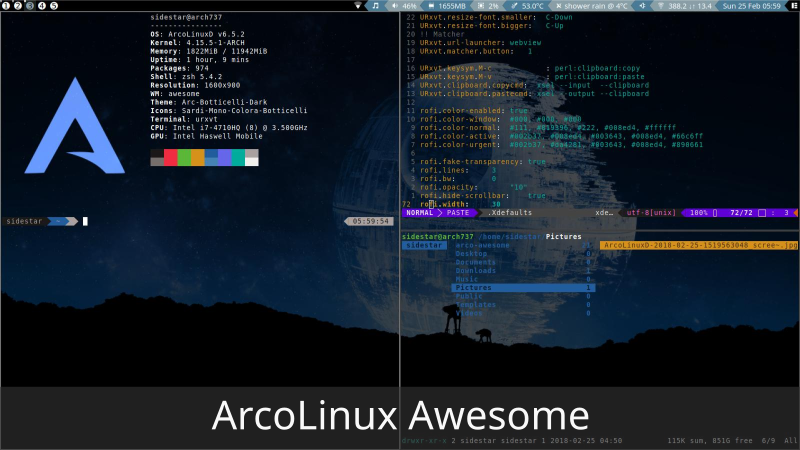 1 2 3 4 5
46% 1655MB 2% 53.0°C shower rain @ 4°C 388.2 ↓↑ 13.4 Sun 25 Feb 05:59
sidestar@arch737
----------------
OS: ArcoLinuxD v6.5.2
Kernel: 4.15.5-1-ARCH
Memory: 1822MiB / 11942MiB
Uptime: 1 hour, 9 mins
Packages: 974
Shell: zsh 5.4.2
Resolution: 1600x900
WM: awesome
Theme: Arc-Botticelli-Dark
Icons: Sardi-Mono-Colora-Botticelli
Terminal: urxvt
CPU: Intel i7-4710HQ (8) @ 3.500GHz
GPU: Intel Haswell Mobile
sidestar ~ 05:59:54
22 URxvt.resize-font.smaller: C-Down
21 URxvt.resize-font.bigger: C-Up
20 !! Matcher
19 URxvt.url-launcher: webview
18 URxvt.matcher.button: 1
17
16 URxvt.keysym.M-c : perl:clipboard:copy
15 URxvt.keysym.M-v : perl:clipboard:paste
14 URxvt.clipboard.copycmd: xsel --input --clipboard
13 URxvt.clipboard.pastecmd: xsel --output --clipboard
12
11 rofi.color-enabled: true
10 rofi.color-window: #000, #000, #000
9 rofi.color-normal: #222, #008ed4, #ffffff
8 rofi.color-active: #002b37, #003643, #008ed4, #66c6ff
7 rofi.color-urgent: #002b37, #003643, #008ed4, #890661
6
5 rofi.fake-transparency: true
4 rofi.lines: 3
3 rofi.bw: 0
2 rofi.opacity: "10"
1 rofi.hide-scrollbar: true
72 rofi.width: 30
NORMAL PASTE .Xdefaults xde… utf-8[unix] 100% 72/72 : 3
sidestar@arch737 /home/sidestar/Pictures
sidestar arco-awesome ArcoLinuxD-2018-02-25-1519563048_scree~.jpg
Desktop 0
Documents
Downloads 1
Music 0
Pictures 1
Public 0
Templates 0
Videos 0
ArcoLinux Awesome
drwxr-xr-x 2 sidestar sidestar 1 2018-02-25 04:50 115K sum, 851G free 6/9 All